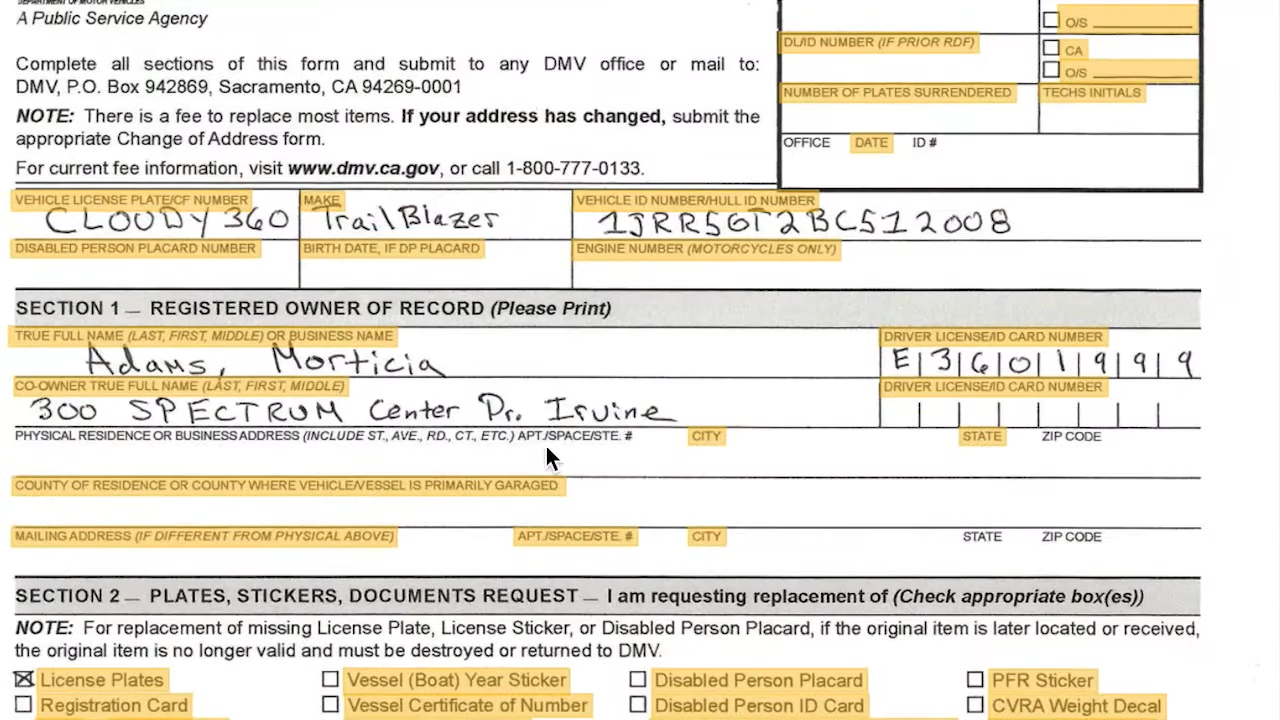 DEPARTMENT OF MOTOR VEHICLES
A Public Service Agency
O/S
DL/ID NUMBER (IF PRIOR RDF)
CA
Complete all sections of this form and submit to any DMV office or mail to:
O/S
DMV, P.O. Box 942869, Sacramento, CA 94269-0001
NUMBER OF PLATES SURRENDERED TECHS INITIALS
NOTE: There is a fee to replace most items. If your address has changed, submit the
appropriate Change of Address form.
OFFICE DATE ID #
For current fee information, visit www.dmv.ca.gov, or call 1-800-777-0133.
VEHICLE LICENSE PLATE/CF NUMBER MAKE VEHICLE ID NUMBER/HULL ID NUMBER
CLOUDY360 TrailBlazer 1JRR5GT2BC512008
DISABLED PERSON PLACARD NUMBER BIRTH DATE, IF DP PLACARD ENGINE NUMBER (MOTORCYCLES ONLY)
SECTION 1 — REGISTERED OWNER OF RECORD (Please Print)
TRUE FULL NAME (LAST, FIRST, MIDDLE) OR BUSINESS NAME DRIVER LICENSE/ID CARD NUMBER
Adams, Morticia E3601999
CO-OWNER TRUE FULL NAME (LAST, FIRST, MIDDLE) DRIVER LICENSE/ID CARD NUMBER
300 SPECTRUM Center Dr. Irvine
PHYSICAL RESIDENCE OR BUSINESS ADDRESS (INCLUDE ST., AVE., RD., CT., ETC.) APT./SPACE/STE. # CITY STATE ZIP CODE
COUNTY OF RESIDENCE OR COUNTY WHERE VEHICLE/VESSEL IS PRIMARILY GARAGED
MAILING ADDRESS (IF DIFFERENT FROM PHYSICAL ABOVE) APT./SPACE/STE. # CITY STATE ZIP CODE
SECTION 2 — PLATES, STICKERS, DOCUMENTS REQUEST — I am requesting replacement of (Check appropriate box(es))
NOTE: For replacement of missing License Plate, License Sticker, or Disabled Person Placard, if the original item is later located or received,
the original item is no longer valid and must be destroyed or returned to DMV.
License Plates Vessel (Boat) Year Sticker Disabled Person Placard PFR Sticker
Registration Card Vessel Certificate of Number Disabled Person ID Card CVRA Weight Decal